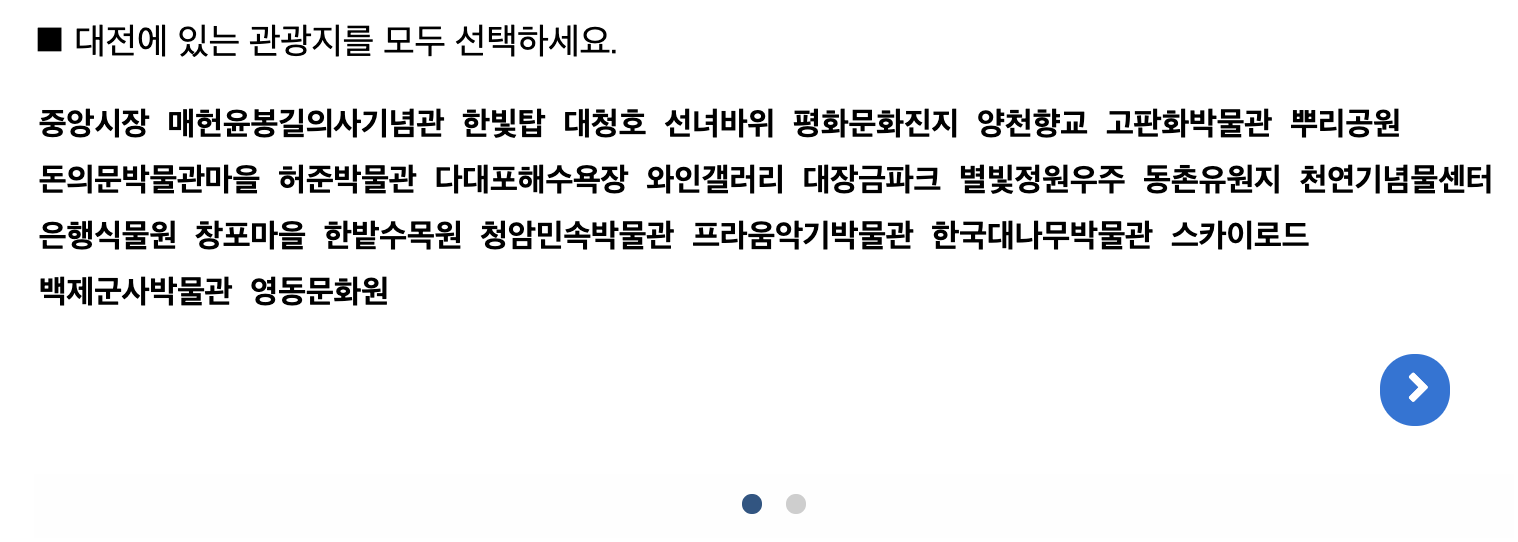 ■ 대전에 있는 관광지를 모두 선택하세요.
중앙시장 매헌윤봉길의사기념관 한빛탑 대청호 선녀바위 평화문화진지 양천향교 고판화박물관 뿌리공원
돈의문박물관마을 허준박물관 다대포해수욕장 와인갤러리 대장금파크 별빛정원우주 동촌유원지 천연기념물센터
은행식물원 창포마을 한밭수목원 청암민속박물관 프라움악기박물관 한국대나무박물관 스카이로드
백제군사박물관 영동문화원